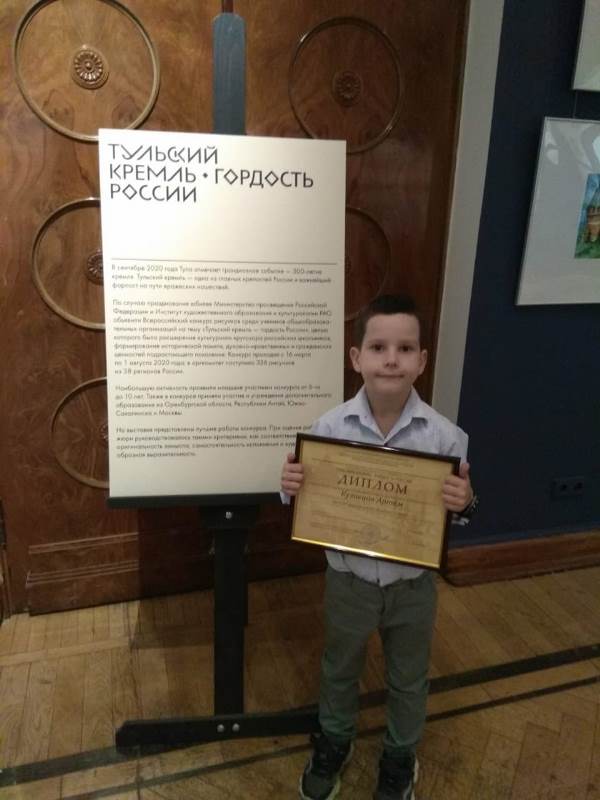 ТУЛЬСКИЙ
КРЕМЛЬ • ГОРДОСТЬ
РОССИИ
В сентябре 2020 года Тула отмечает грандиозное событие — 500-летие
кремля. Тульский кремль — одна из главных крепостей России и важнейший
форпост на пути вражеских нашествий.
По случаю празднования юбилея Министерство просвещения Российской
Федерации и Институт художественного образования и культурологии РАО
объявили Всероссийский конкурс рисунков среди учеников общеобразова-
тельных организаций на тему «Тульский кремль — гордость России», целью
которого было расширение культурного кругозора российских школьников,
формирование исторической памяти, духовно-нравственных и гражданских
ценностей подрастающего поколения. Конкурс проходил с 16 марта
по 1 августа 2020 года, в оргкомитет поступило 358 рисунков
из 38 регионов России.
Наибольшую активность проявили младшие участники конкурса от 6-ти
до 10 лет. Также в конкурсе приняли участие и учреждения дополнительного
образования из Оренбургской области, Республики Алтай, Южно-
Сахалинска и Москвы.
На выставке представлены лучшие работы конкурса. При оценке
жюри руководствовалось такими критериями, как
оригинальность замысла, самостоятельность исполнения и
образная выразительность.
ДИПЛОМ
Кузнецов Артём